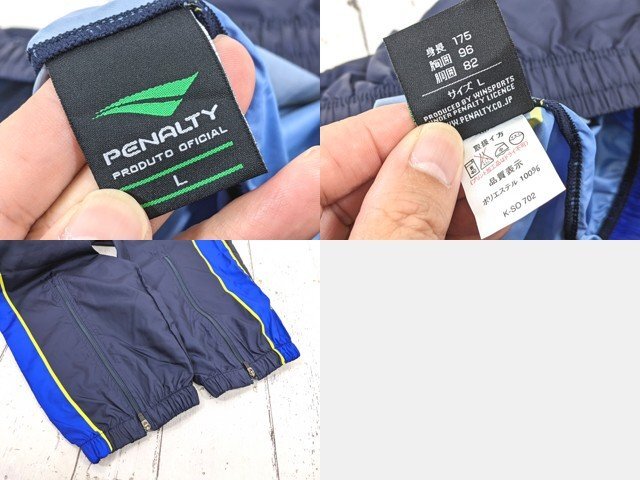 PENALTY
PRODUTO OFICIAL
L
身長 175
胸囲 96
胴囲 82
サイズ L
PRODUCED BY WINSPORTS
UNDER PENALTY LICENCE
WWW.PENALTY.CO.JP
取扱イ方
品質表示
ポリエステル 100%
K-SO 702